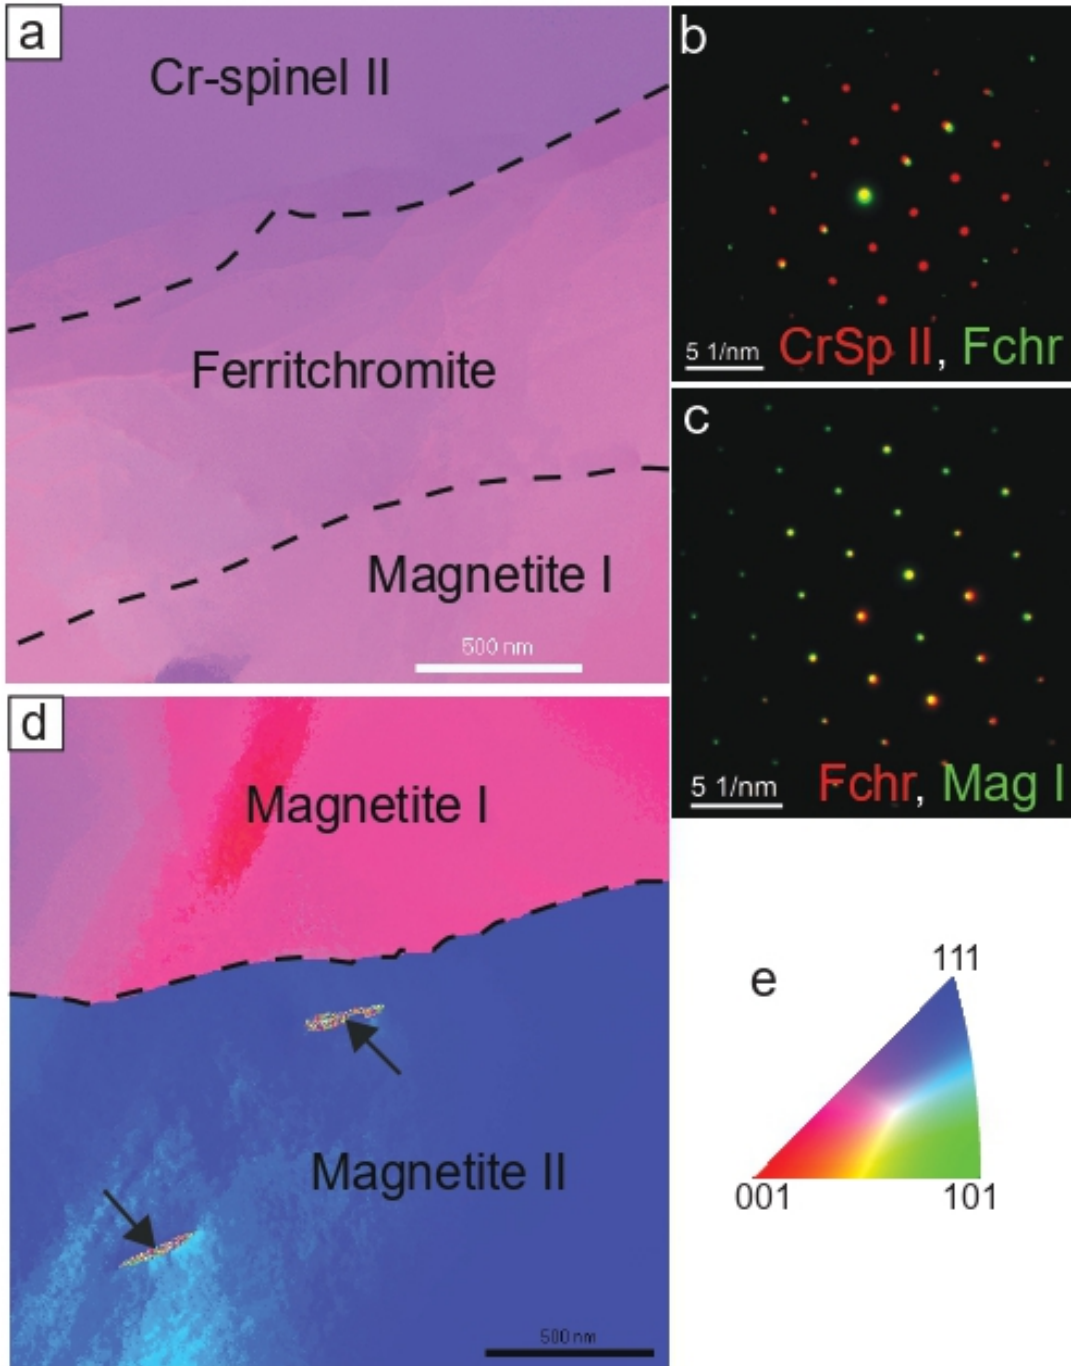 a
Cr-spinel II
Ferritchromite
Magnetite I
500 nm
b
5 1/nm
CrSp II, Fchr
c
5 1/nm
Fchr, Mag I
d
Magnetite I
Magnetite II
500 nm
e
111
001
101